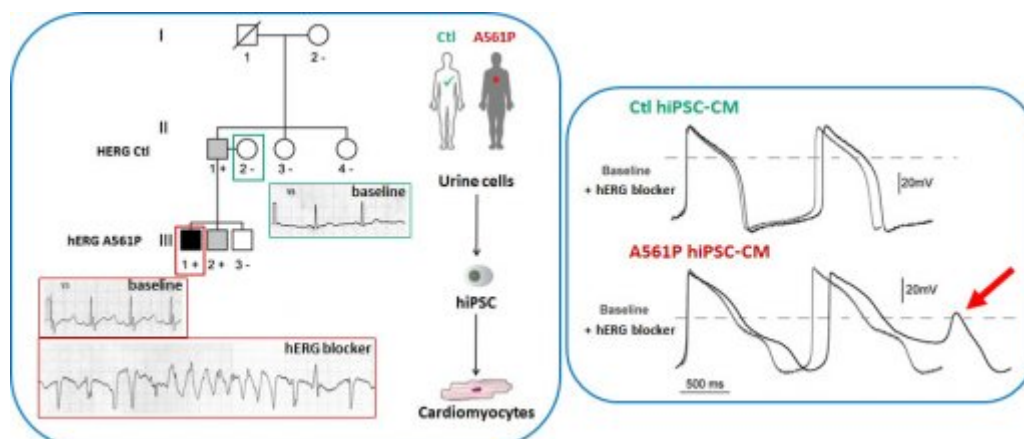 I
1
2 -
Ctl
A561P
II
HERG Ctl
1 +
2 -
3 -
4 -
V3
baseline
Urine cells
hERG A561P
III
1 +
2 +
3 -
V3
baseline
hiPSC
hERG blocker
Cardiomyocytes
Ctl hiPSC-CM
Baseline
+ hERG blocker
20mV
A561P hiPSC-CM
Baseline
+ hERG blocker
20mV
500 ms